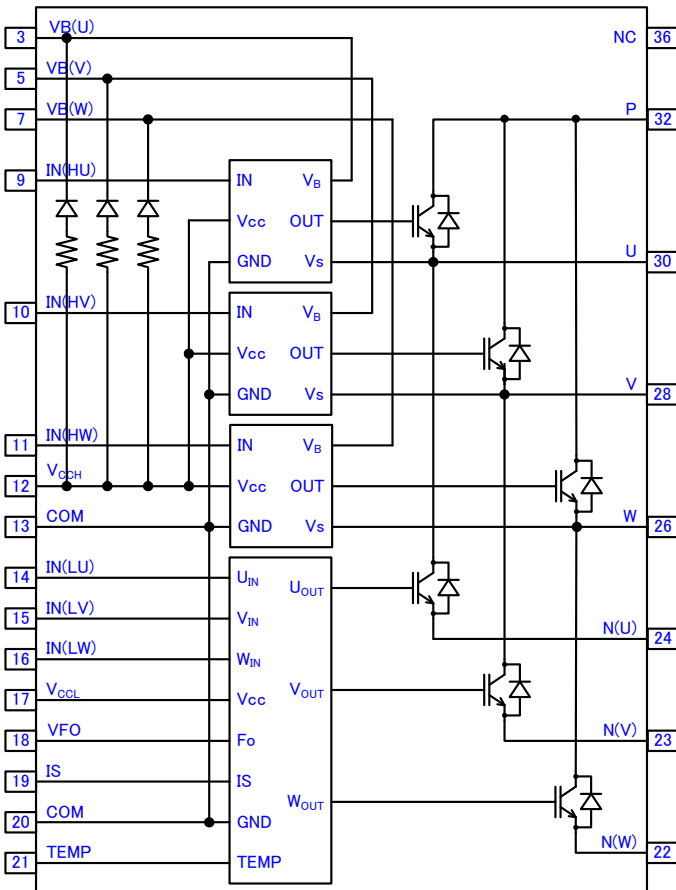 3 VB(U) NC 36
5 VB(V)
7 VB(W) P 32
9 IN(HU) IN VB
Vcc OUT
GND Vs U 30
10 IN(HV) IN VB
Vcc OUT
GND Vs V 28
11 IN(HW) IN VB
12 VCCH Vcc OUT
13 COM GND Vs W 26
14 IN(LU) UIN UOUT
15 IN(LV) VIN
16 IN(LW) WIN N(U) 24
17 VCCL Vcc VOUT
18 VFO Fo N(V) 23
19 IS IS
WOUT
20 COM GND
21 TEMP TEMP N(W) 22